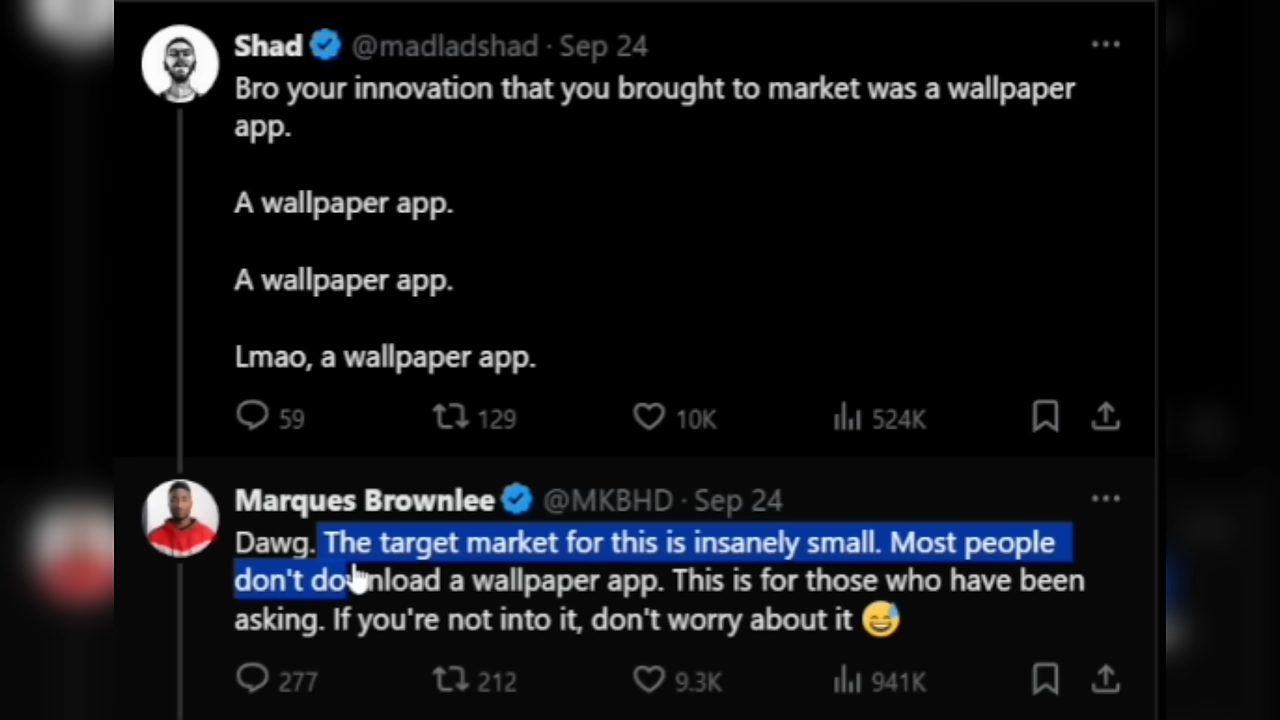 Shad @madladshad · Sep 24
Bro your innovation that you brought to market was a wallpaper
app.
A wallpaper app.
A wallpaper app.
Lmao, a wallpaper app.
59 129 10K 524K
Marques Brownlee @MKBHD · Sep 24
Dawg. The target market for this is insanely small. Most people
don't download a wallpaper app. This is for those who have been
asking. If you're not into it, don't worry about it 😅
277 212 9.3K 941K